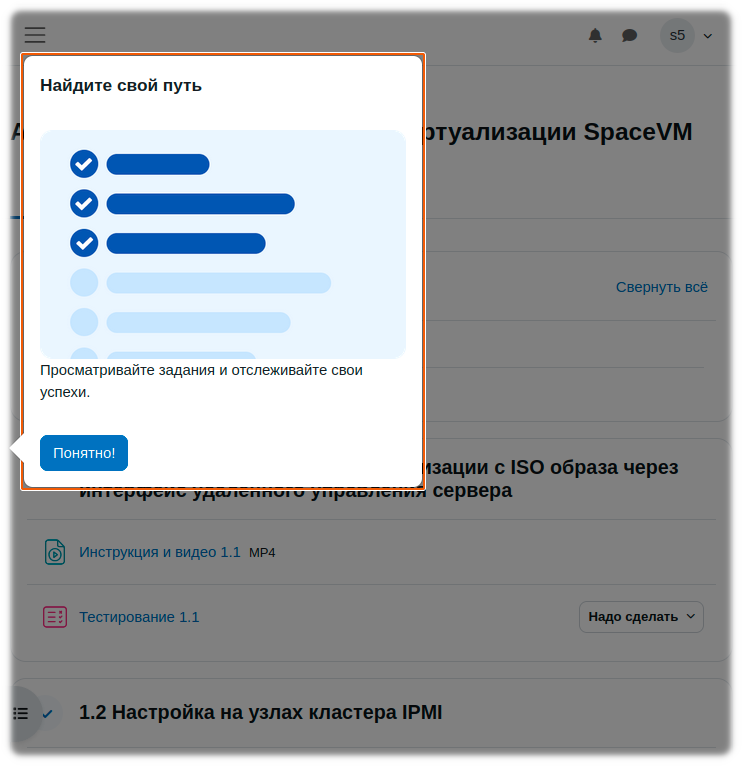 s5
Найдите свой путь
ртуализации SpaceVM
Свернуть всё
Просматривайте задания и отслеживайте свои
успехи.
Понятно!
изации с ISO образа через
интерфейс удаленного управления сервера
Инструкция и видео 1.1 MP4
Тестирование 1.1
Надо сделать
1.2 Настройка на узлах кластера IPMI